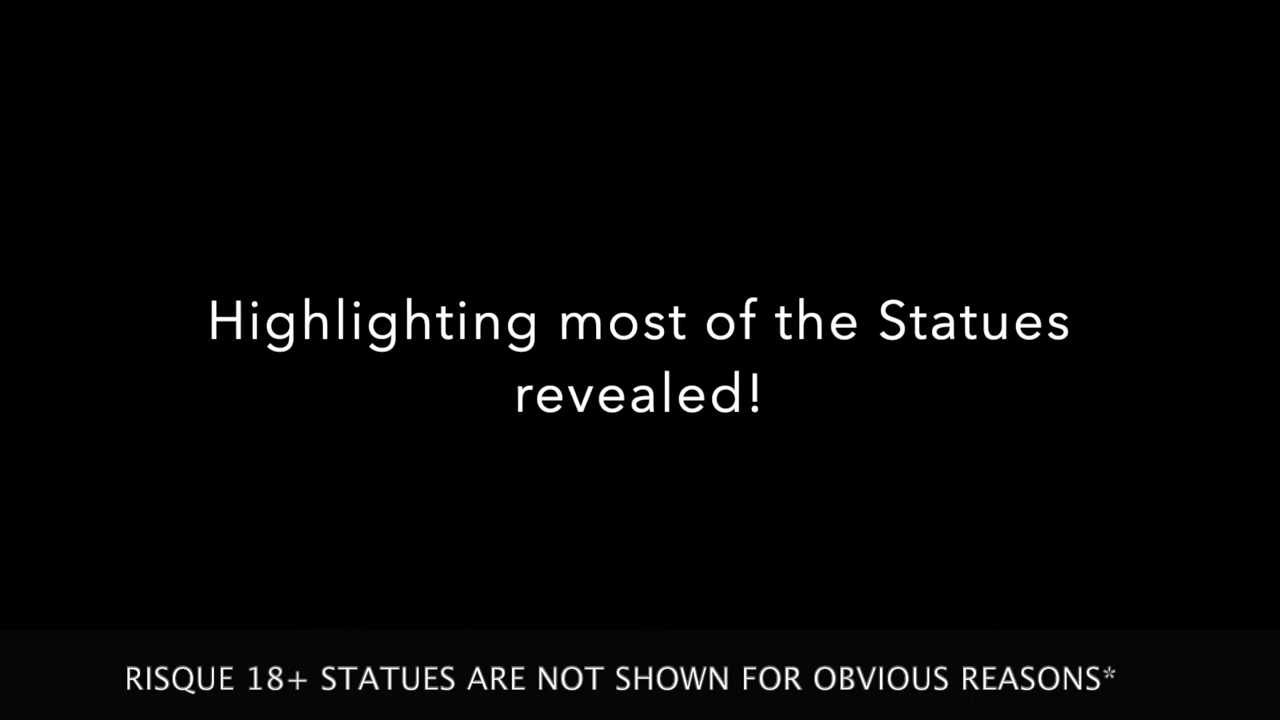 Highlighting most of the Statues
revealed!
RISQUE 18+ STATUES ARE NOT SHOWN FOR OBVIOUS REASONS*